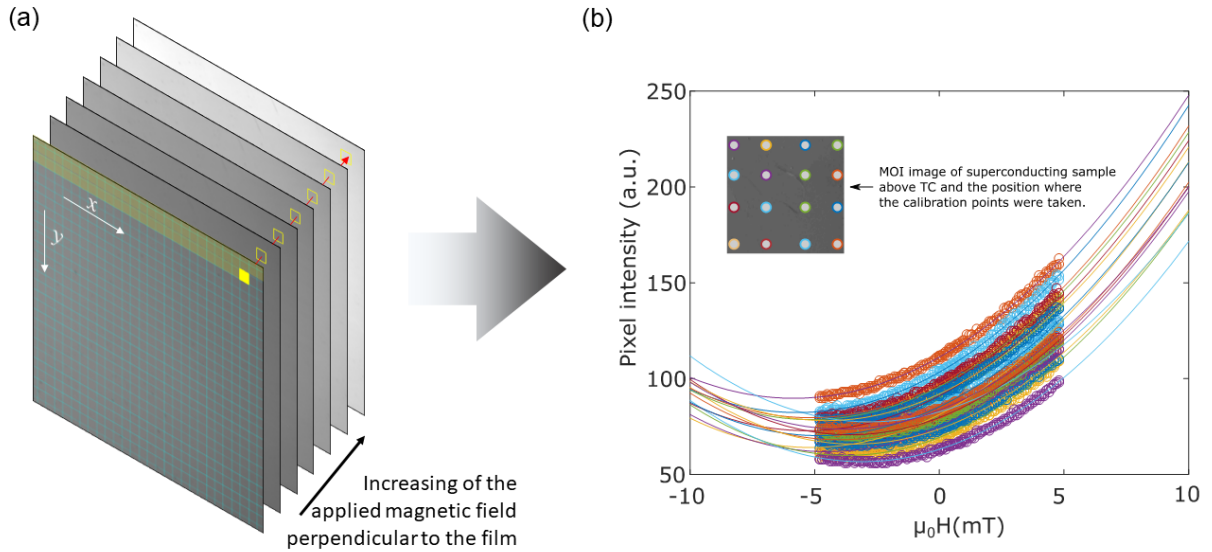 (a)
x
y
Increasing of the
applied magnetic field
perpendicular to the film
(b)
Pixel intensity (a.u.)
250
200
150
100
50
MOI image of superconducting sample
above TC and the position where
the calibration points were taken.
-10
-5
0
5
10
μ₀H(mT)